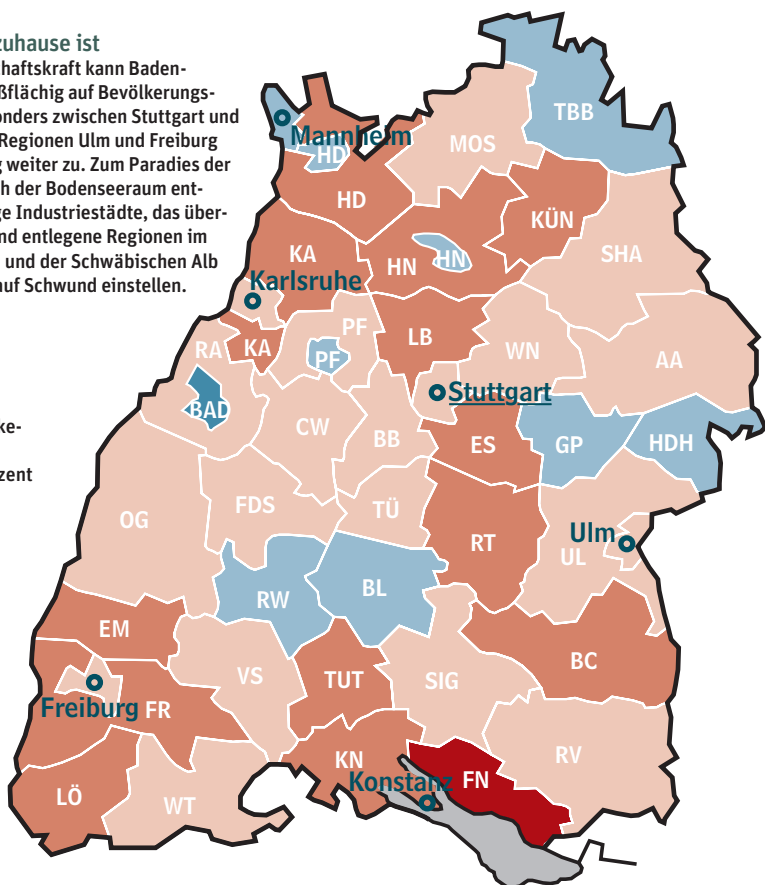 zuhause ist
haftskraft kann Baden-
ßflächig auf Bevölkerungs-
onders zwischen Stuttgart und
Regionen Ulm und Freiburg
g weiter zu. Zum Paradies der
h der Bodenseeraum ent-
ge Industriestädte, das über-
nd entlegene Regionen im
und der Schwäbischen Alb
auf Schwund einstellen.
ke-
zent
TBB
Mannheim
MOS
HD
HD
KÜN
SHA
KA
HN
HN
Karlsruhe
PF
LB
RA
KA
PF
WN
AA
BAD
Stuttgart
CW
BB
ES
GP
HDH
OG
FDS
TÜ
Ulm
RT
UL
RW
BL
EM
VS
TUT
SIG
BC
Freiburg
FR
KN
RV
Konstanz
FN
LÖ
WT